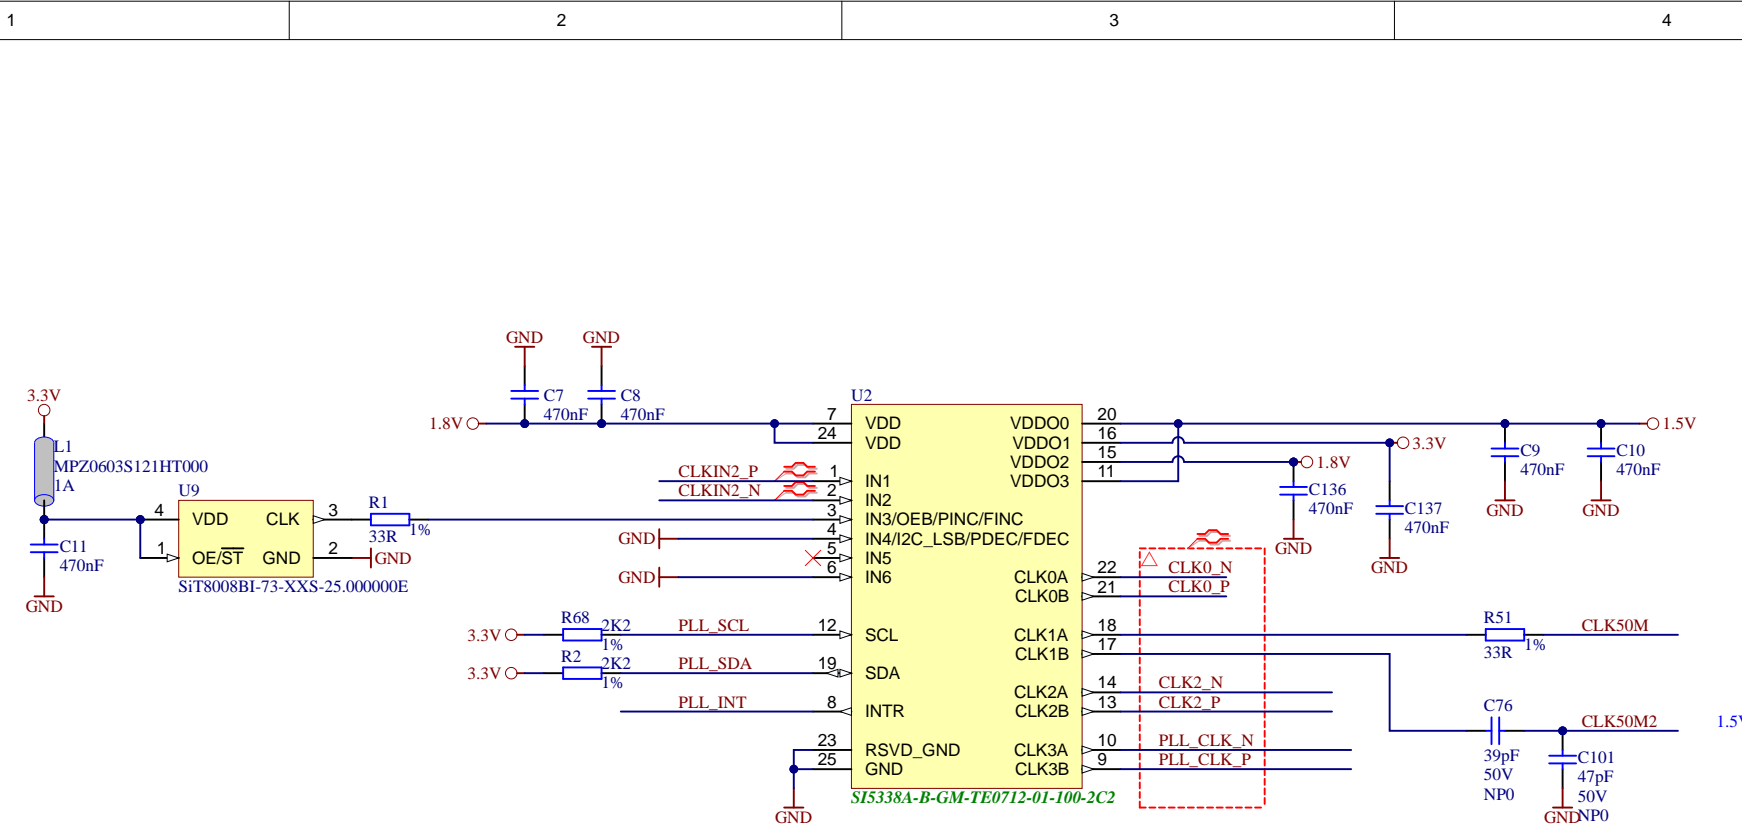 1 2 3 4
GND GND
3.3V
L1
MPZ0603S121HT000
1A
C11
470nF
GND
U9
4 VDD CLK 3
1 OE/ST GND 2
GND
SiT8008BI-73-XXS-25.000000E
R1
33R
1%
1.8V
C7
470nF
C8
470nF
CLKIN2_P
CLKIN2_N
GND
GND
3.3V
R68
2K2
1%
PLL_SCL
3.3V
R2
2K2
1%
PLL_SDA
PLL_INT
GND
U2
7 VDD VDDO0 20
24 VDD VDDO1 16
VDDO2 15
1 IN1 VDDO3 11
2 IN2
3 IN3/OEB/PINC/FINC
4 IN4/I2C_LSB/PDEC/FDEC
5 IN5
6 IN6 CLK0A 22
CLK0B 21
12 SCL CLK1A 18
CLK1B 17
19 SDA
CLK2A 14
8 INTR CLK2B 13
23 RSVD_GND CLK3A 10
25 GND CLK3B 9
SI5338A-B-GM-TE0712-01-100-2C2
1.5V
3.3V
1.8V
C9
470nF
GND
C10
470nF
GND
C136
470nF
GND
C137
470nF
GND
CLK0_N
CLK0_P
R51
33R
1%
CLK50M
CLK2_N
CLK2_P
PLL_CLK_N
PLL_CLK_P
C76
39pF
50V
NP0
CLK50M2
C101
47pF
50V
NP0
GND
1.5V